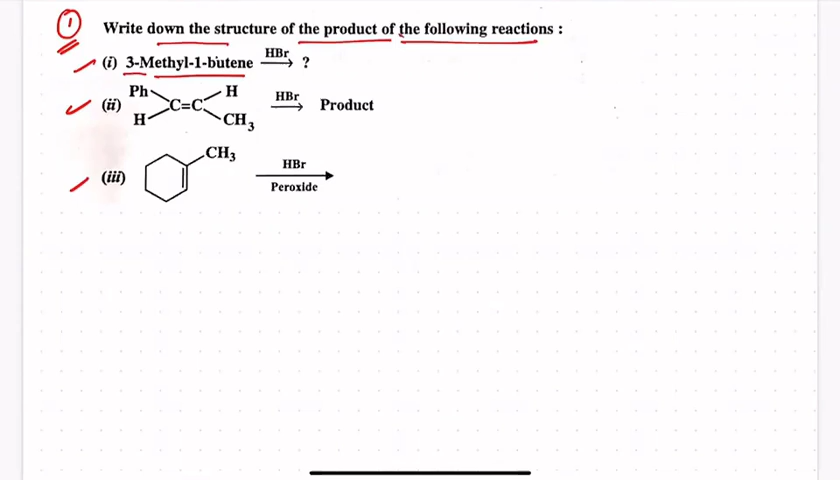 1 Write down the structure of the product of the following reactions :
(i) 3-Methyl-1-butene HBr → ?
(ii) Ph H C=C H CH3 HBr → Product
(iii) CH3 HBr Peroxide →